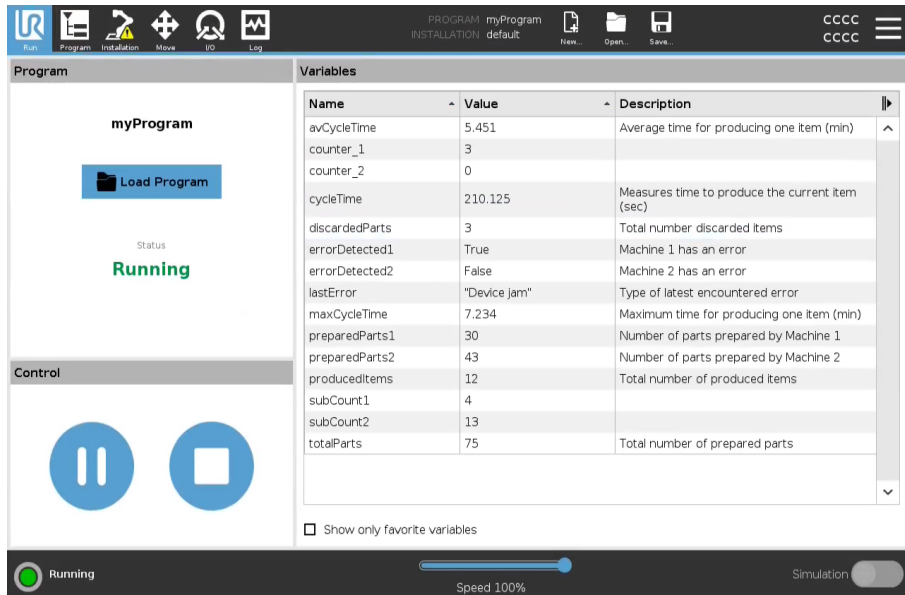 UR
PROGRAM myProgram
INSTALLATION default
cccc
cccc
Run Program Installation Move I/O Log New... Open... Save...
Program
myProgram
Load Program
Status
Running
Control
Variables
Name Value Description
avCycleTime 5.451 Average time for producing one item (min)
counter_1 3
counter_2 0
cycleTime 210.125 Measures time to produce the current item
(sec)
discardedParts 3 Total number discarded items
errorDetected1 True Machine 1 has an error
errorDetected2 False Machine 2 has an error
lastError "Device jam" Type of latest encountered error
maxCycleTime 7.234 Maximum time for producing one item (min)
preparedParts1 30 Number of parts prepared by Machine 1
preparedParts2 43 Number of parts prepared by Machine 2
producedItems 12 Total number of produced items
subCount1 4
subCount2 13
totalParts 75 Total number of prepared parts
Show only favorite variables
Running
Speed 100%
Simulation